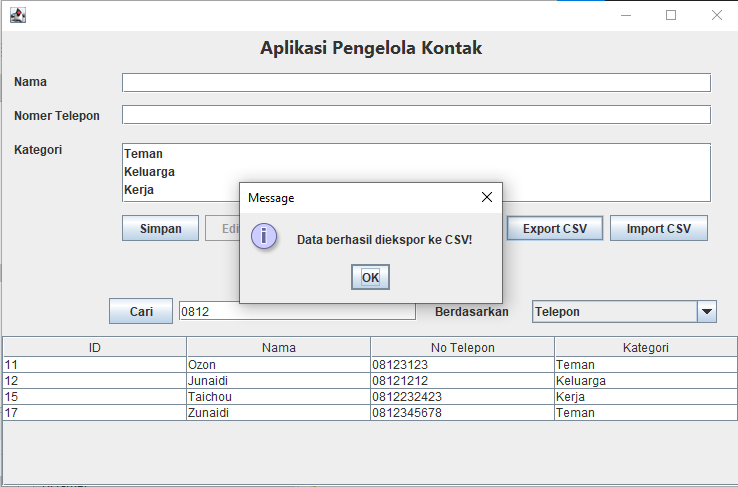 Aplikasi Pengelola Kontak
Nama
Nomer Telepon
Kategori
Teman
Keluarga
Kerja
Message
Data berhasil diekspor ke CSV!
OK
Simpan
Export CSV
Import CSV
Cari
0812
Berdasarkan
Telepon
ID Nama No Telepon Kategori
11 Ozon 08123123 Teman
12 Junaidi 08121212 Keluarga
15 Taichou 0812232423 Kerja
17 Zunaidi 0812345678 Teman